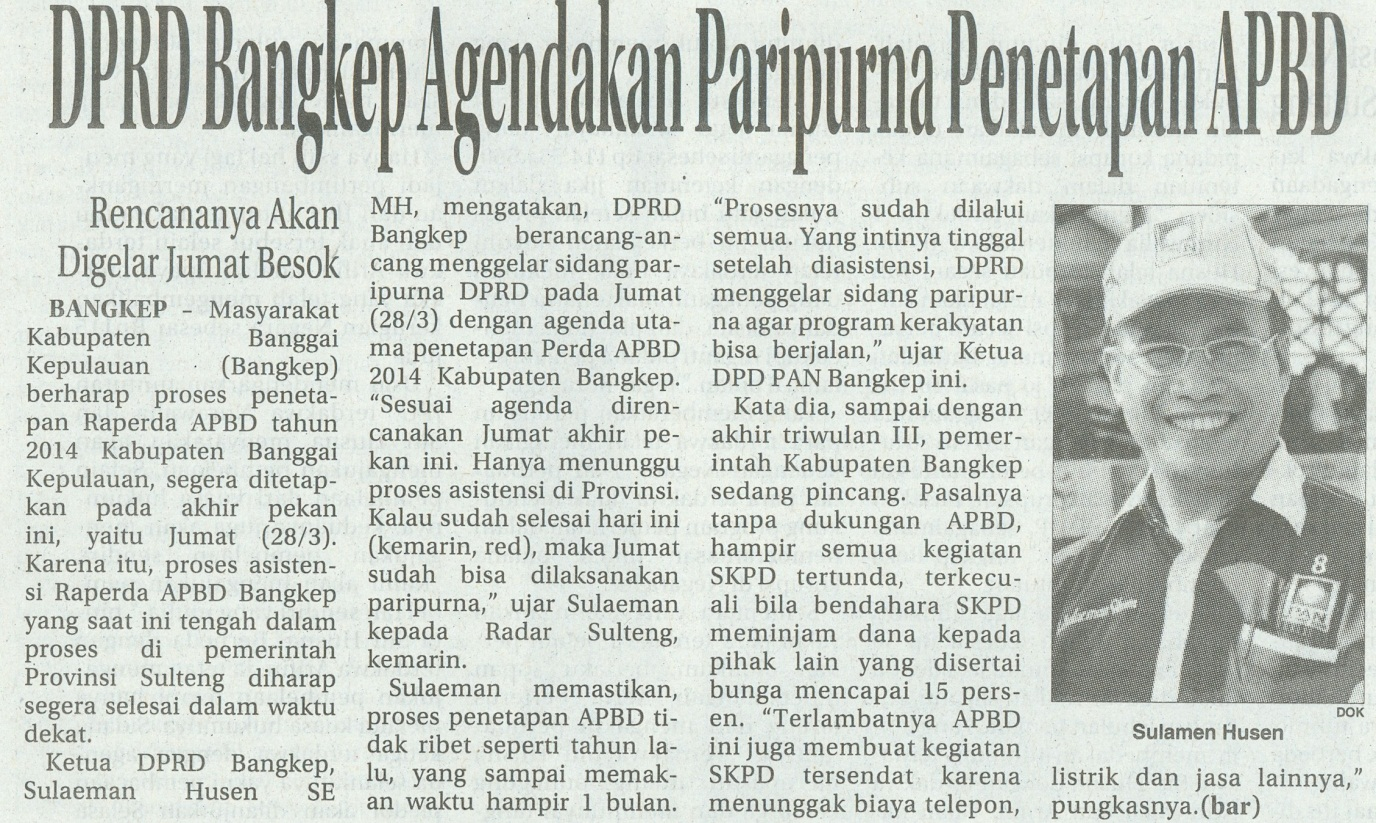 DPRD Bangkep Agendakan Paripurna Penetapan APBD
Rencananya Akan
Digelar Jumat Besok
BANGKEP – Masyarakat
Kabupaten Banggai
Kepulauan (Bangkep)
berharap proses peneta-
pan Raperda APBD tahun
2014 Kabupaten Banggai
Kepulauan, segera ditetap-
kan pada akhir pekan
ini, yaitu Jumat (28/3).
Karena itu, proses asisten-
si Raperda APBD Bangkep
yang saat ini tengah dalam
proses di pemerintah
Provinsi Sulteng diharap
segera selesai dalam waktu
dekat.
Ketua DPRD Bangkep,
Sulaeman Husen SE
MH, mengatakan, DPRD
Bangkep berancang-an-
cang menggelar sidang par-
ipurna DPRD pada Jumat
(28/3) dengan agenda uta-
ma penetapan Perda APBD
2014 Kabupaten Bangkep.
“Sesuai agenda diren-
canakan Jumat akhir pe-
kan ini. Hanya menunggu
proses asistensi di Provinsi.
Kalau sudah selesai hari ini
(kemarin, red), maka Jumat
sudah bisa dilaksanakan
paripurna,” ujar Sulaeman
kepada Radar Sulteng,
kemarin.
Sulaeman memastikan,
proses penetapan APBD ti-
dak ribet seperti tahun la-
lu, yang sampai memak-
an waktu hampir bulan.
“Prosesnya sudah dilalui
semua. Yang intinya tinggal
setelah diasistensi, DPRD
menggelar sidang paripur-
na agar program kerakyatan
bisa berjalan,” ujar Ketua
DPD PAN Bangkep ini.
Kata dia, sampai dengan
akhir triwulan III, pemer-
intah Kabupaten Bangkep
sedang pincang. Pasalnya
tanpa dukungan APBD,
hampir semua kegiatan
SKPD tertunda, terkecu-
ali bila bendahara SKPD
meminjam dana kepada
pihak lain yang disertai
bunga mencapai 15 pers-
en. “Terlambatnya APBD
ini juga membuat kegiatan
SKPD tersendat karena
menunggak biaya telepon,
8
PAN
DOK
Sulamen Husen
listrik dan jasa lainnya,”
pungkasnya.(bar)